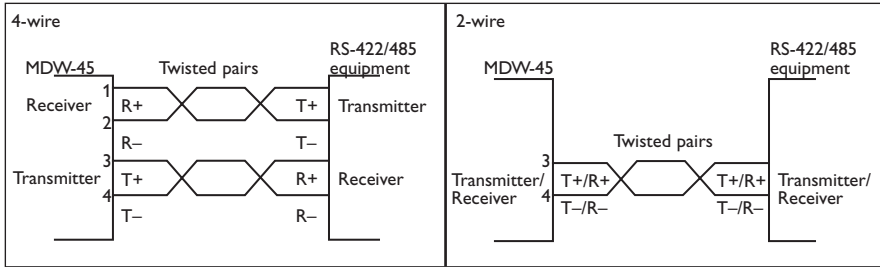 4-wire
MDW-45
Twisted pairs
RS-422/485
equipment
1
Receiver
R+
T+
Transmitter
2
R–
T–
3
Transmitter
T+
R+
Receiver
4
T–
R–
2-wire
MDW-45
RS-422/485
equipment
Twisted pairs
3
Transmitter/
Receiver
T+/R+
T+/R+
Transmitter/
Receiver
4
T–/R–
T–/R–